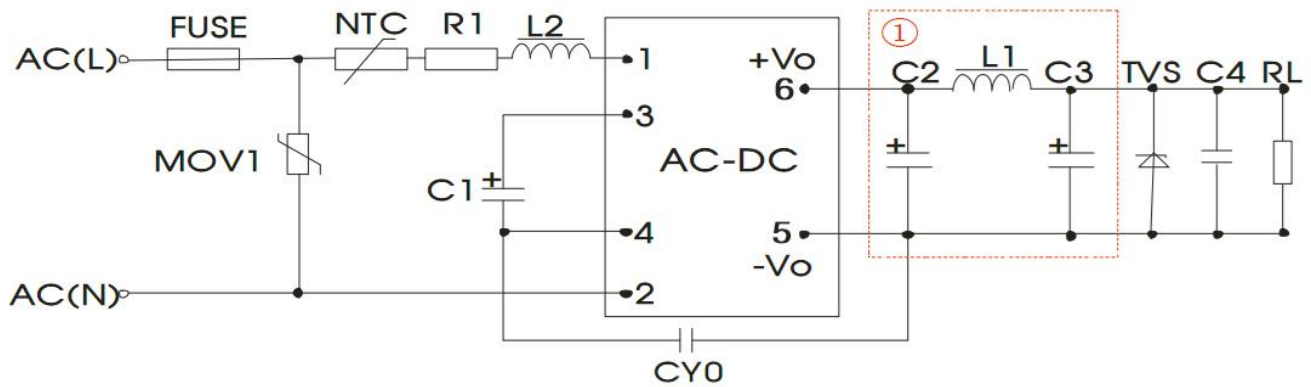 FUSE
NTC
R1
L2
AC(L)
1
+Vo
6
①
C2
L1
C3
TVS
C4
RL
3
MOV1
AC-DC
C1
+
+
+
4
5
-Vo
AC(N)
2
CY0